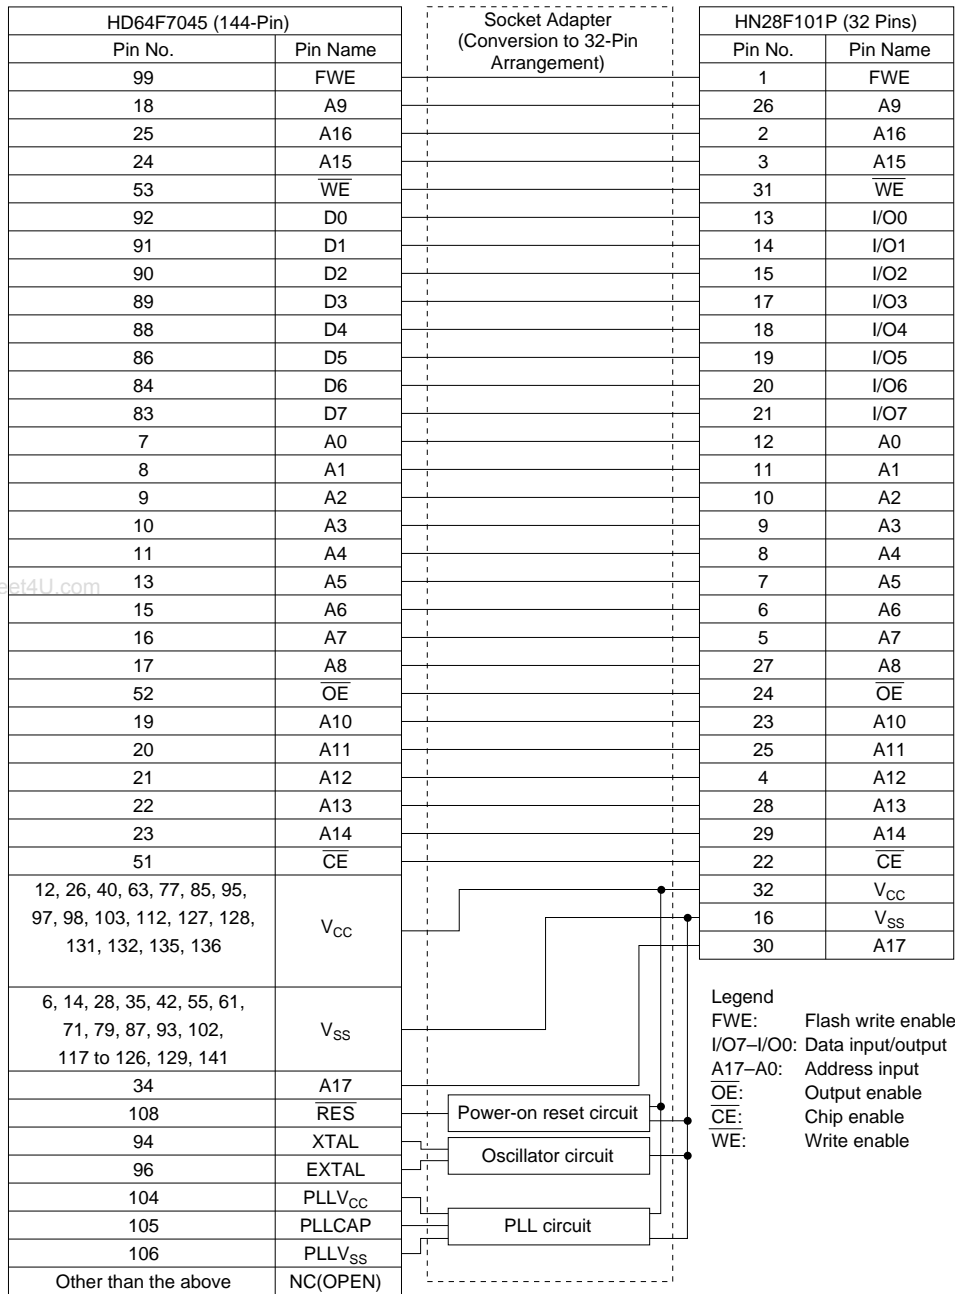 HD64F7045 (144-Pin)
Pin No. Pin Name
Socket Adapter
(Conversion to 32-Pin
Arrangement)
HN28F101P (32 Pins)
Pin No. Pin Name
99 FWE 1 FWE
18 A9 26 A9
25 A16 2 A16
24 A15 3 A15
53 W̅E̅ 31 W̅E̅
92 D0 13 I/O0
91 D1 14 I/O1
90 D2 15 I/O2
89 D3 17 I/O3
88 D4 18 I/O4
86 D5 19 I/O5
84 D6 20 I/O6
83 D7 21 I/O7
7 A0 12 A0
8 A1 11 A1
9 A2 10 A2
10 A3 9 A3
11 A4 8 A4
13 A5 7 A5
eet4U.com
15 A6 6 A6
16 A7 5 A7
17 A8 27 A8
52 O̅E̅ 24 O̅E̅
19 A10 23 A10
20 A11 25 A11
21 A12 4 A12
22 A13 28 A13
23 A14 29 A14
51 C̅E̅ 22 C̅E̅
12, 26, 40, 63, 77, 85, 95,
97, 98, 103, 112, 127, 128,
131, 132, 135, 136
VCC
32 VCC
16 VSS
30 A17
6, 14, 28, 35, 42, 55, 61,
71, 79, 87, 93, 102,
117 to 126, 129, 141
VSS
34 A17
108 R̅E̅S̅
94 XTAL
96 EXTAL
104 PLLVCC
105 PLLCAP
106 PLLVSS
Other than the above NC(OPEN)
Power-on reset circuit
Oscillator circuit
PLL circuit
Legend
FWE: Flash write enable
I/O7–I/O0: Data input/output
A17–A0: Address input
O̅E̅: Output enable
C̅E̅: Chip enable
W̅E̅: Write enable